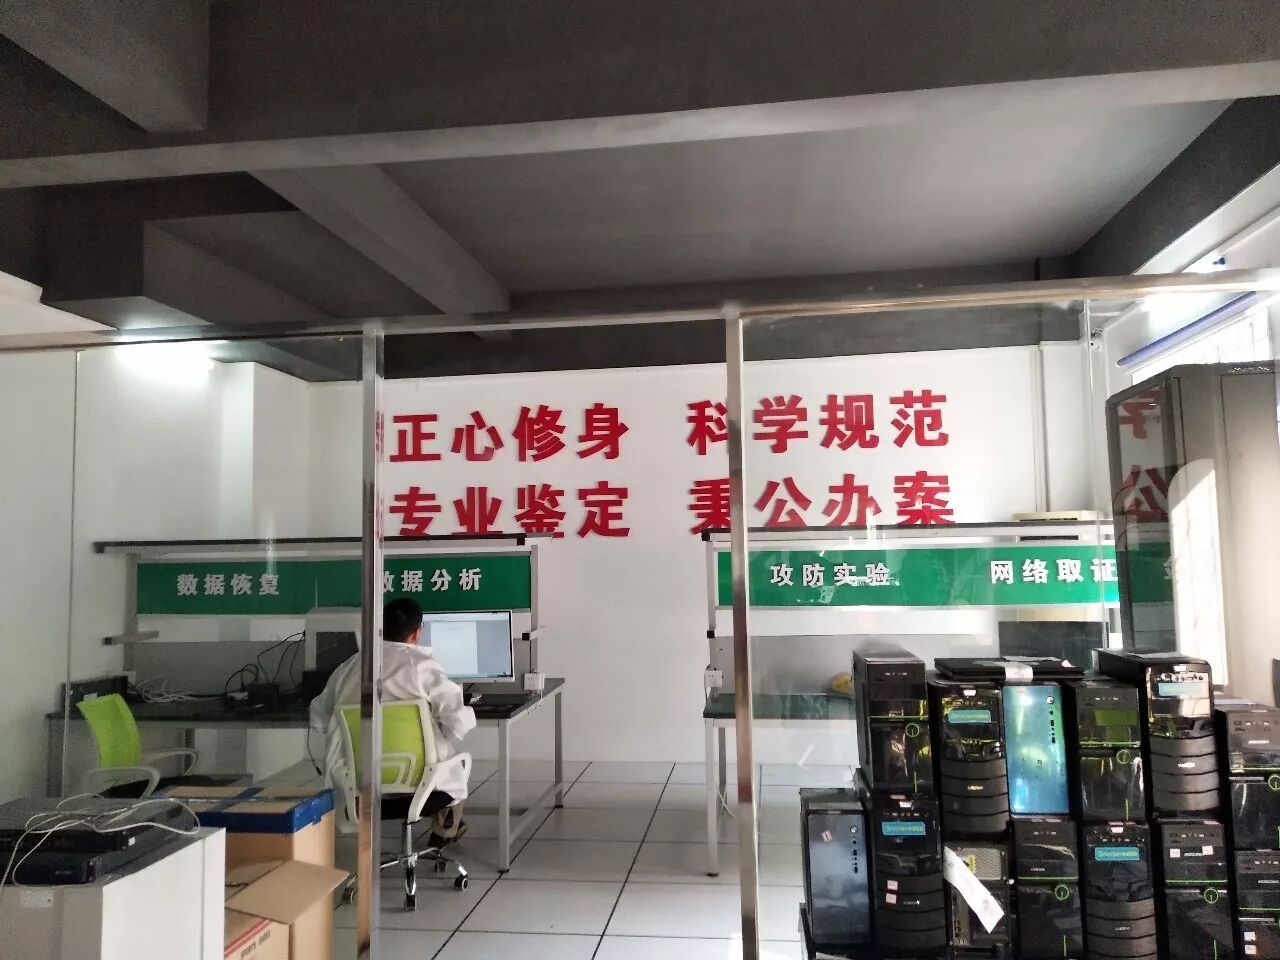 正心修身 科学规范
专业鉴定 秉公办案
数据恢复
数据分析
攻防实验
网络取证